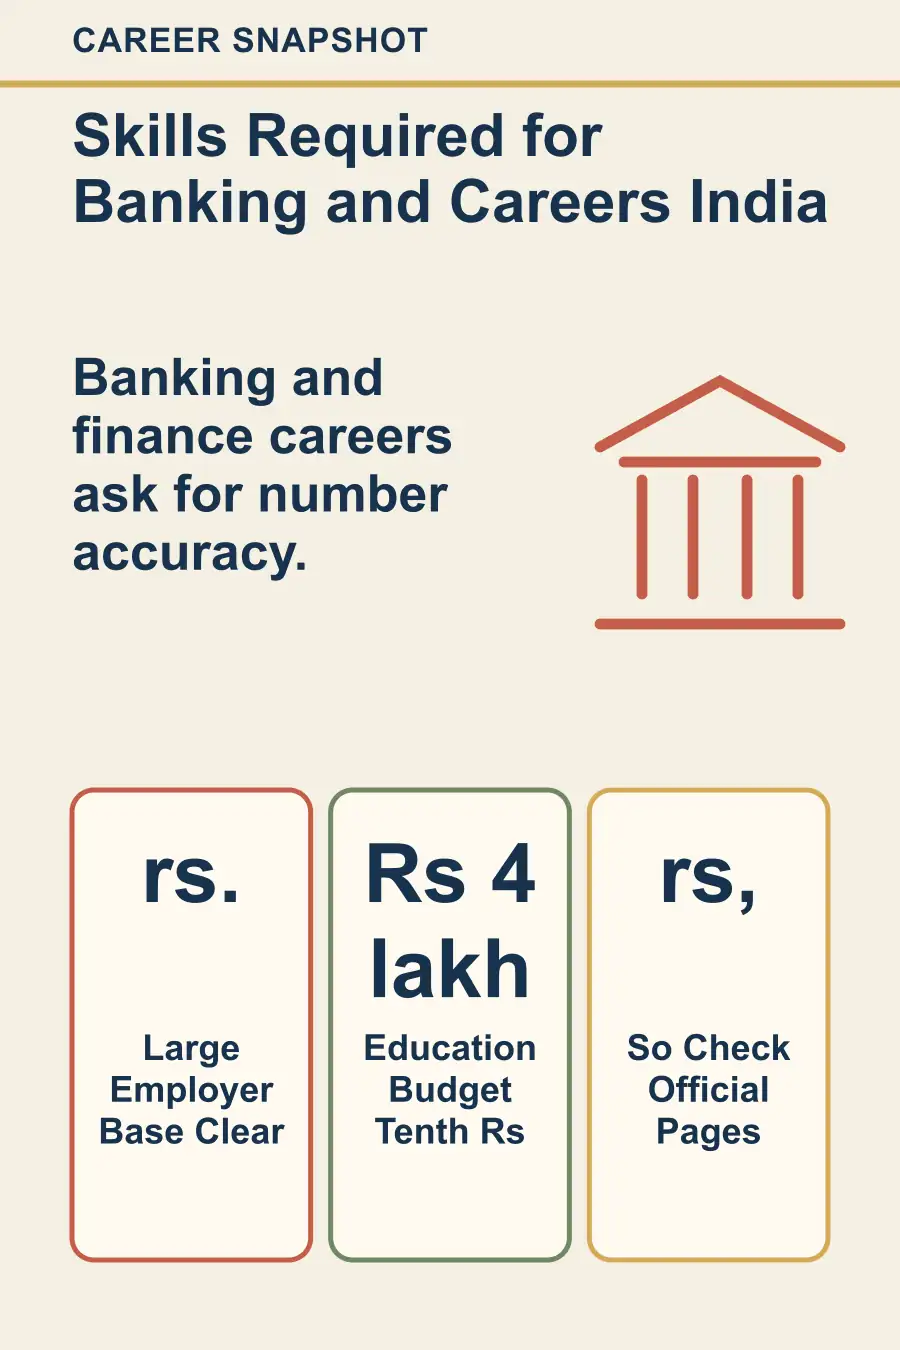 CAREER SNAPSHOT
Skills Required for
Banking and Careers India
Banking and
finance careers
ask for number
accuracy.
rs.
Large
Employer
Base Clear
Rs 4
lakh
Education
Budget
Tenth Rs
rs,
So Check
Official
Pages